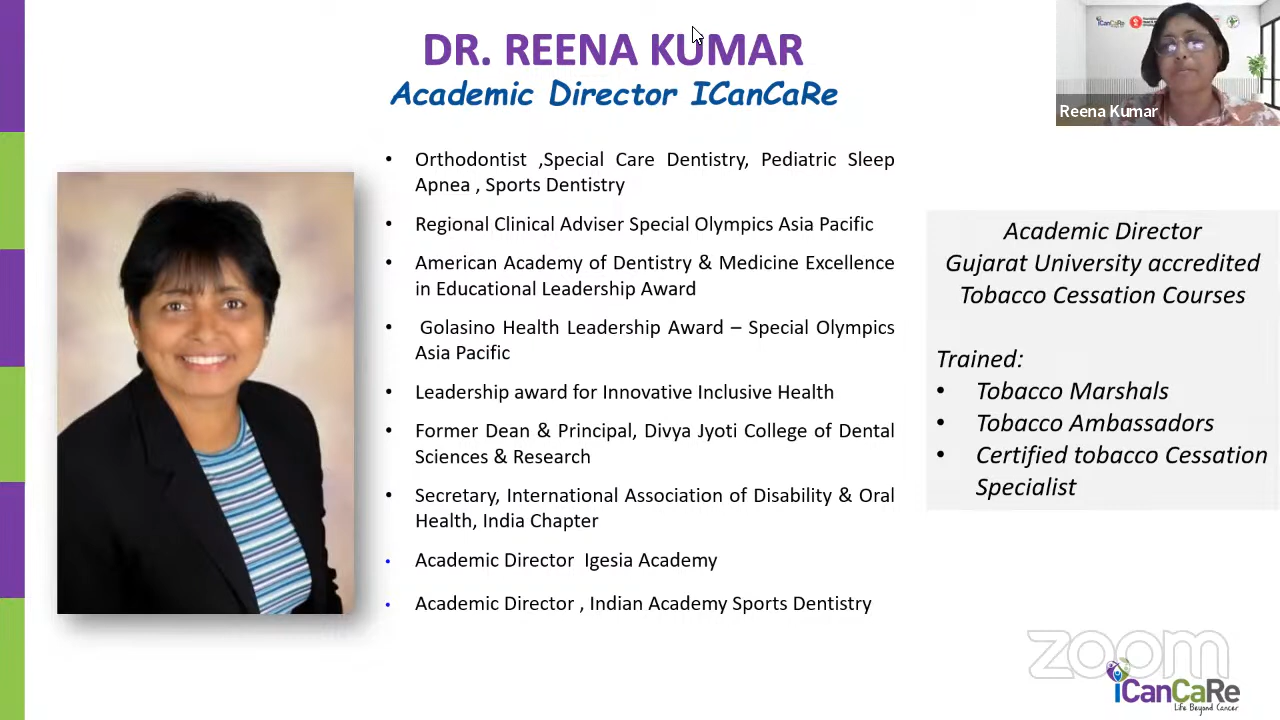 DR. REENA KUMAR
Academic Director ICanCaRe
Reena Kumar
• Orthodontist ,Special Care Dentistry, Pediatric Sleep
Apnea , Sports Dentistry
• Regional Clinical Adviser Special Olympics Asia Pacific
• American Academy of Dentistry & Medicine Excellence
in Educational Leadership Award
• Golasino Health Leadership Award – Special Olympics
Asia Pacific
• Leadership award for Innovative Inclusive Health
• Former Dean & Principal, Divya Jyoti College of Dental
Sciences & Research
• Secretary, International Association of Disability & Oral
Health, India Chapter
• Academic Director Igesia Academy
• Academic Director , Indian Academy Sports Dentistry
Academic Director
Gujarat University accredited
Tobacco Cessation Courses
Trained:
• Tobacco Marshals
• Tobacco Ambassadors
• Certified tobacco Cessation
Specialist
zoom
iCanCaRe
Life Beyond Cancer